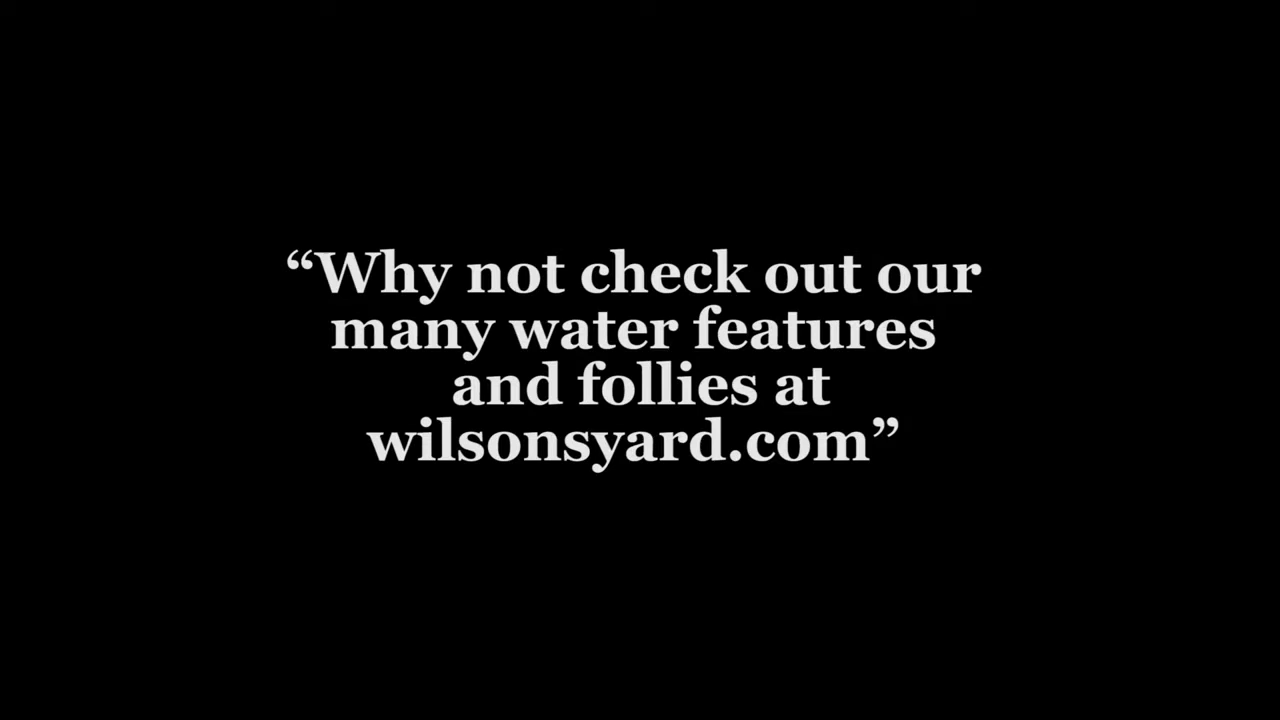 “Why not check out our
many water features
and follies at
wilsonsyard.com”